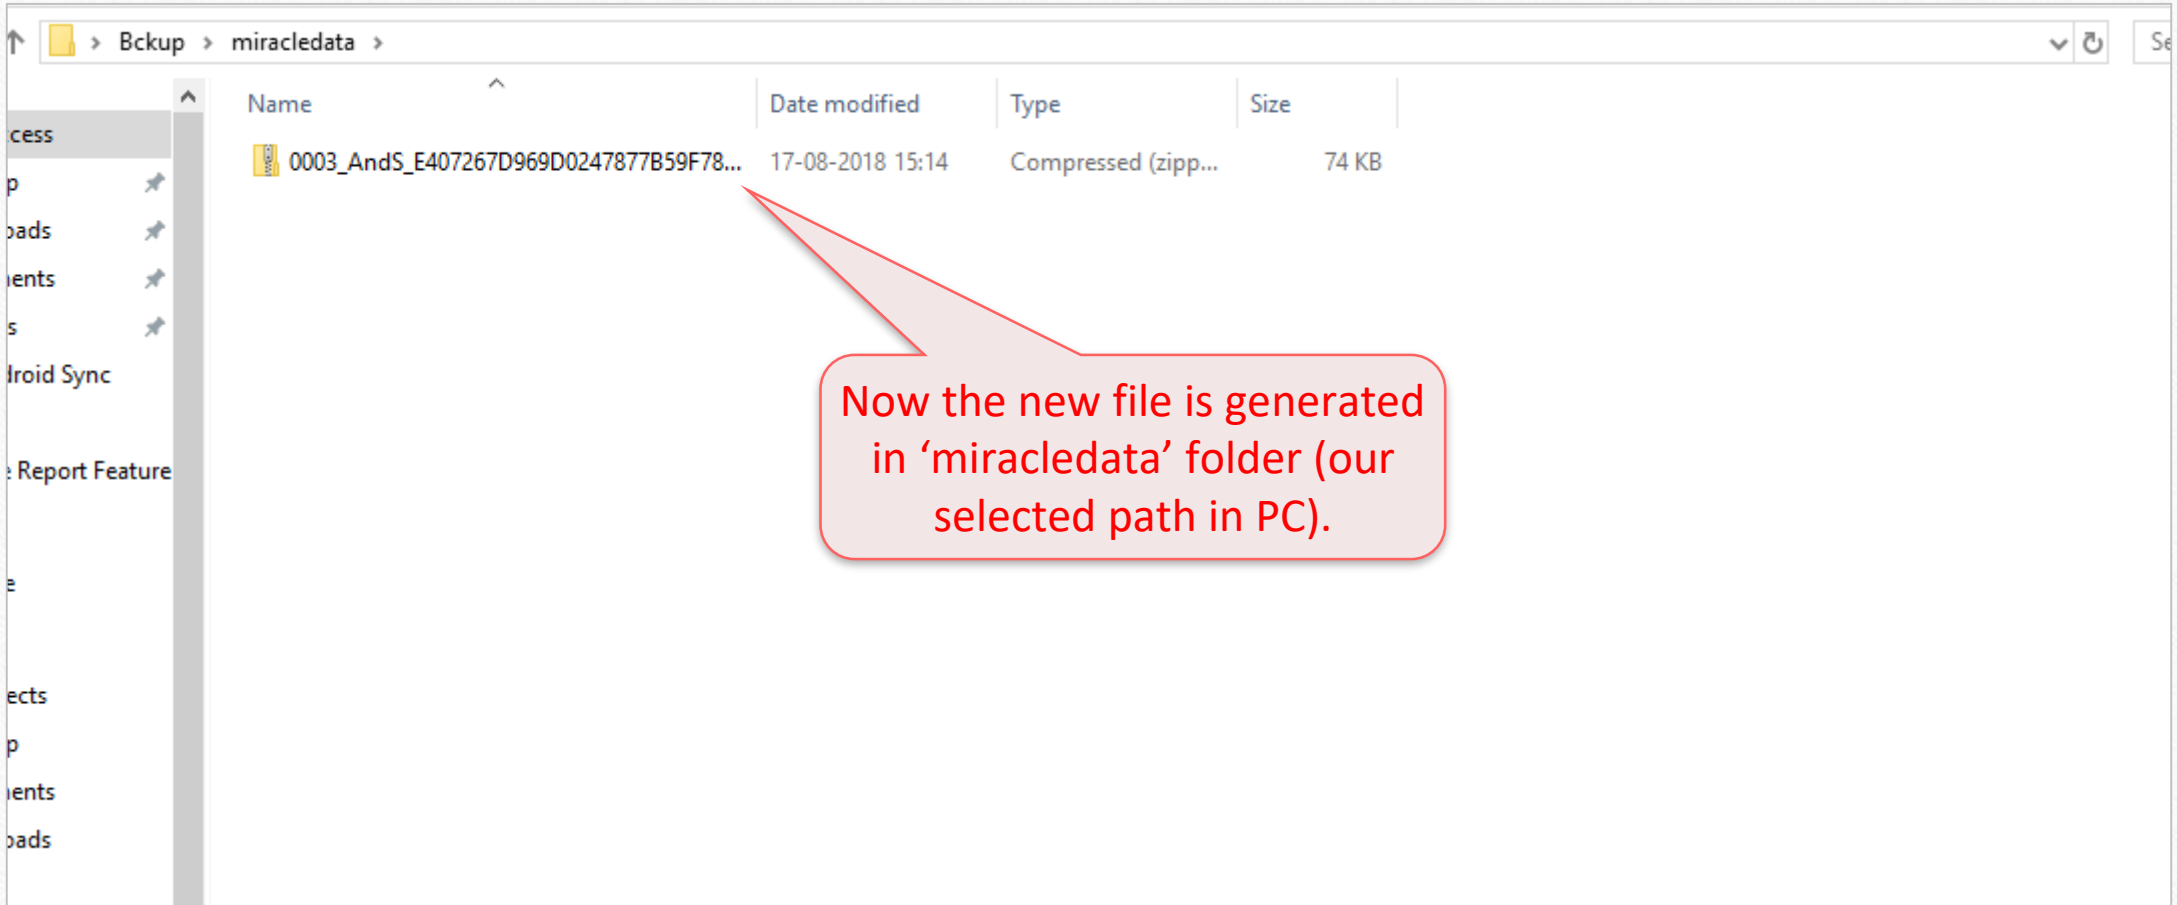 Bckup > miracledata >
Se
Name Date modified Type Size
0003_AndS_E407267D969D0247877B59F78... 17-08-2018 15:14 Compressed (zipp... 74 KB
cess
p
oads
ents
s
droid Sync
Report Feature
e
ects
p
ents
oads
Now the new file is generated
in ‘miracledata’ folder (our
selected path in PC).